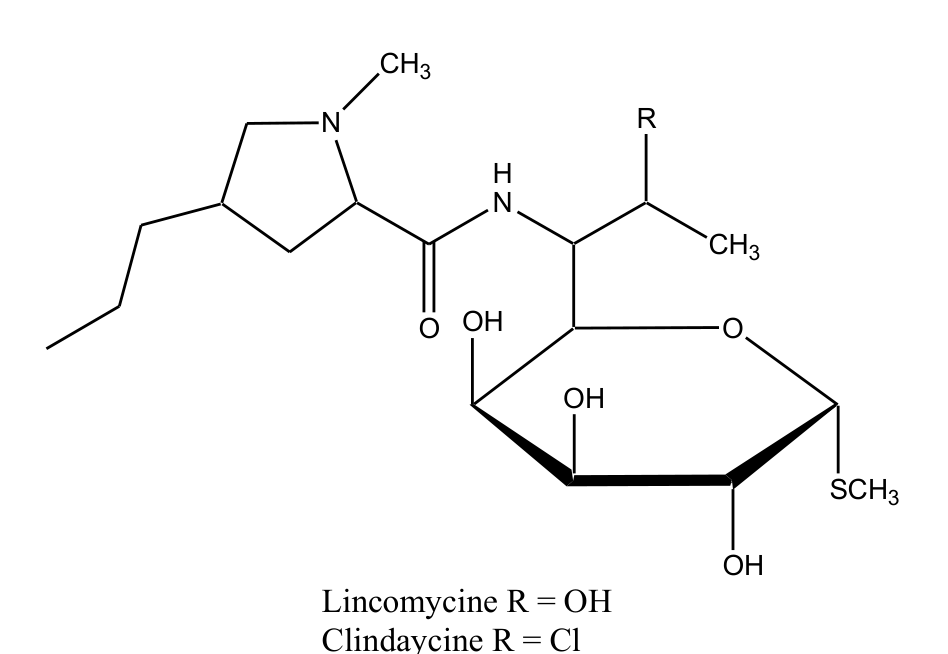 CH3
N
R
H
N
CH3
OH
O
O
OH
SCH3
OH
Lincomycine R = OH
Clindaycine R = Cl